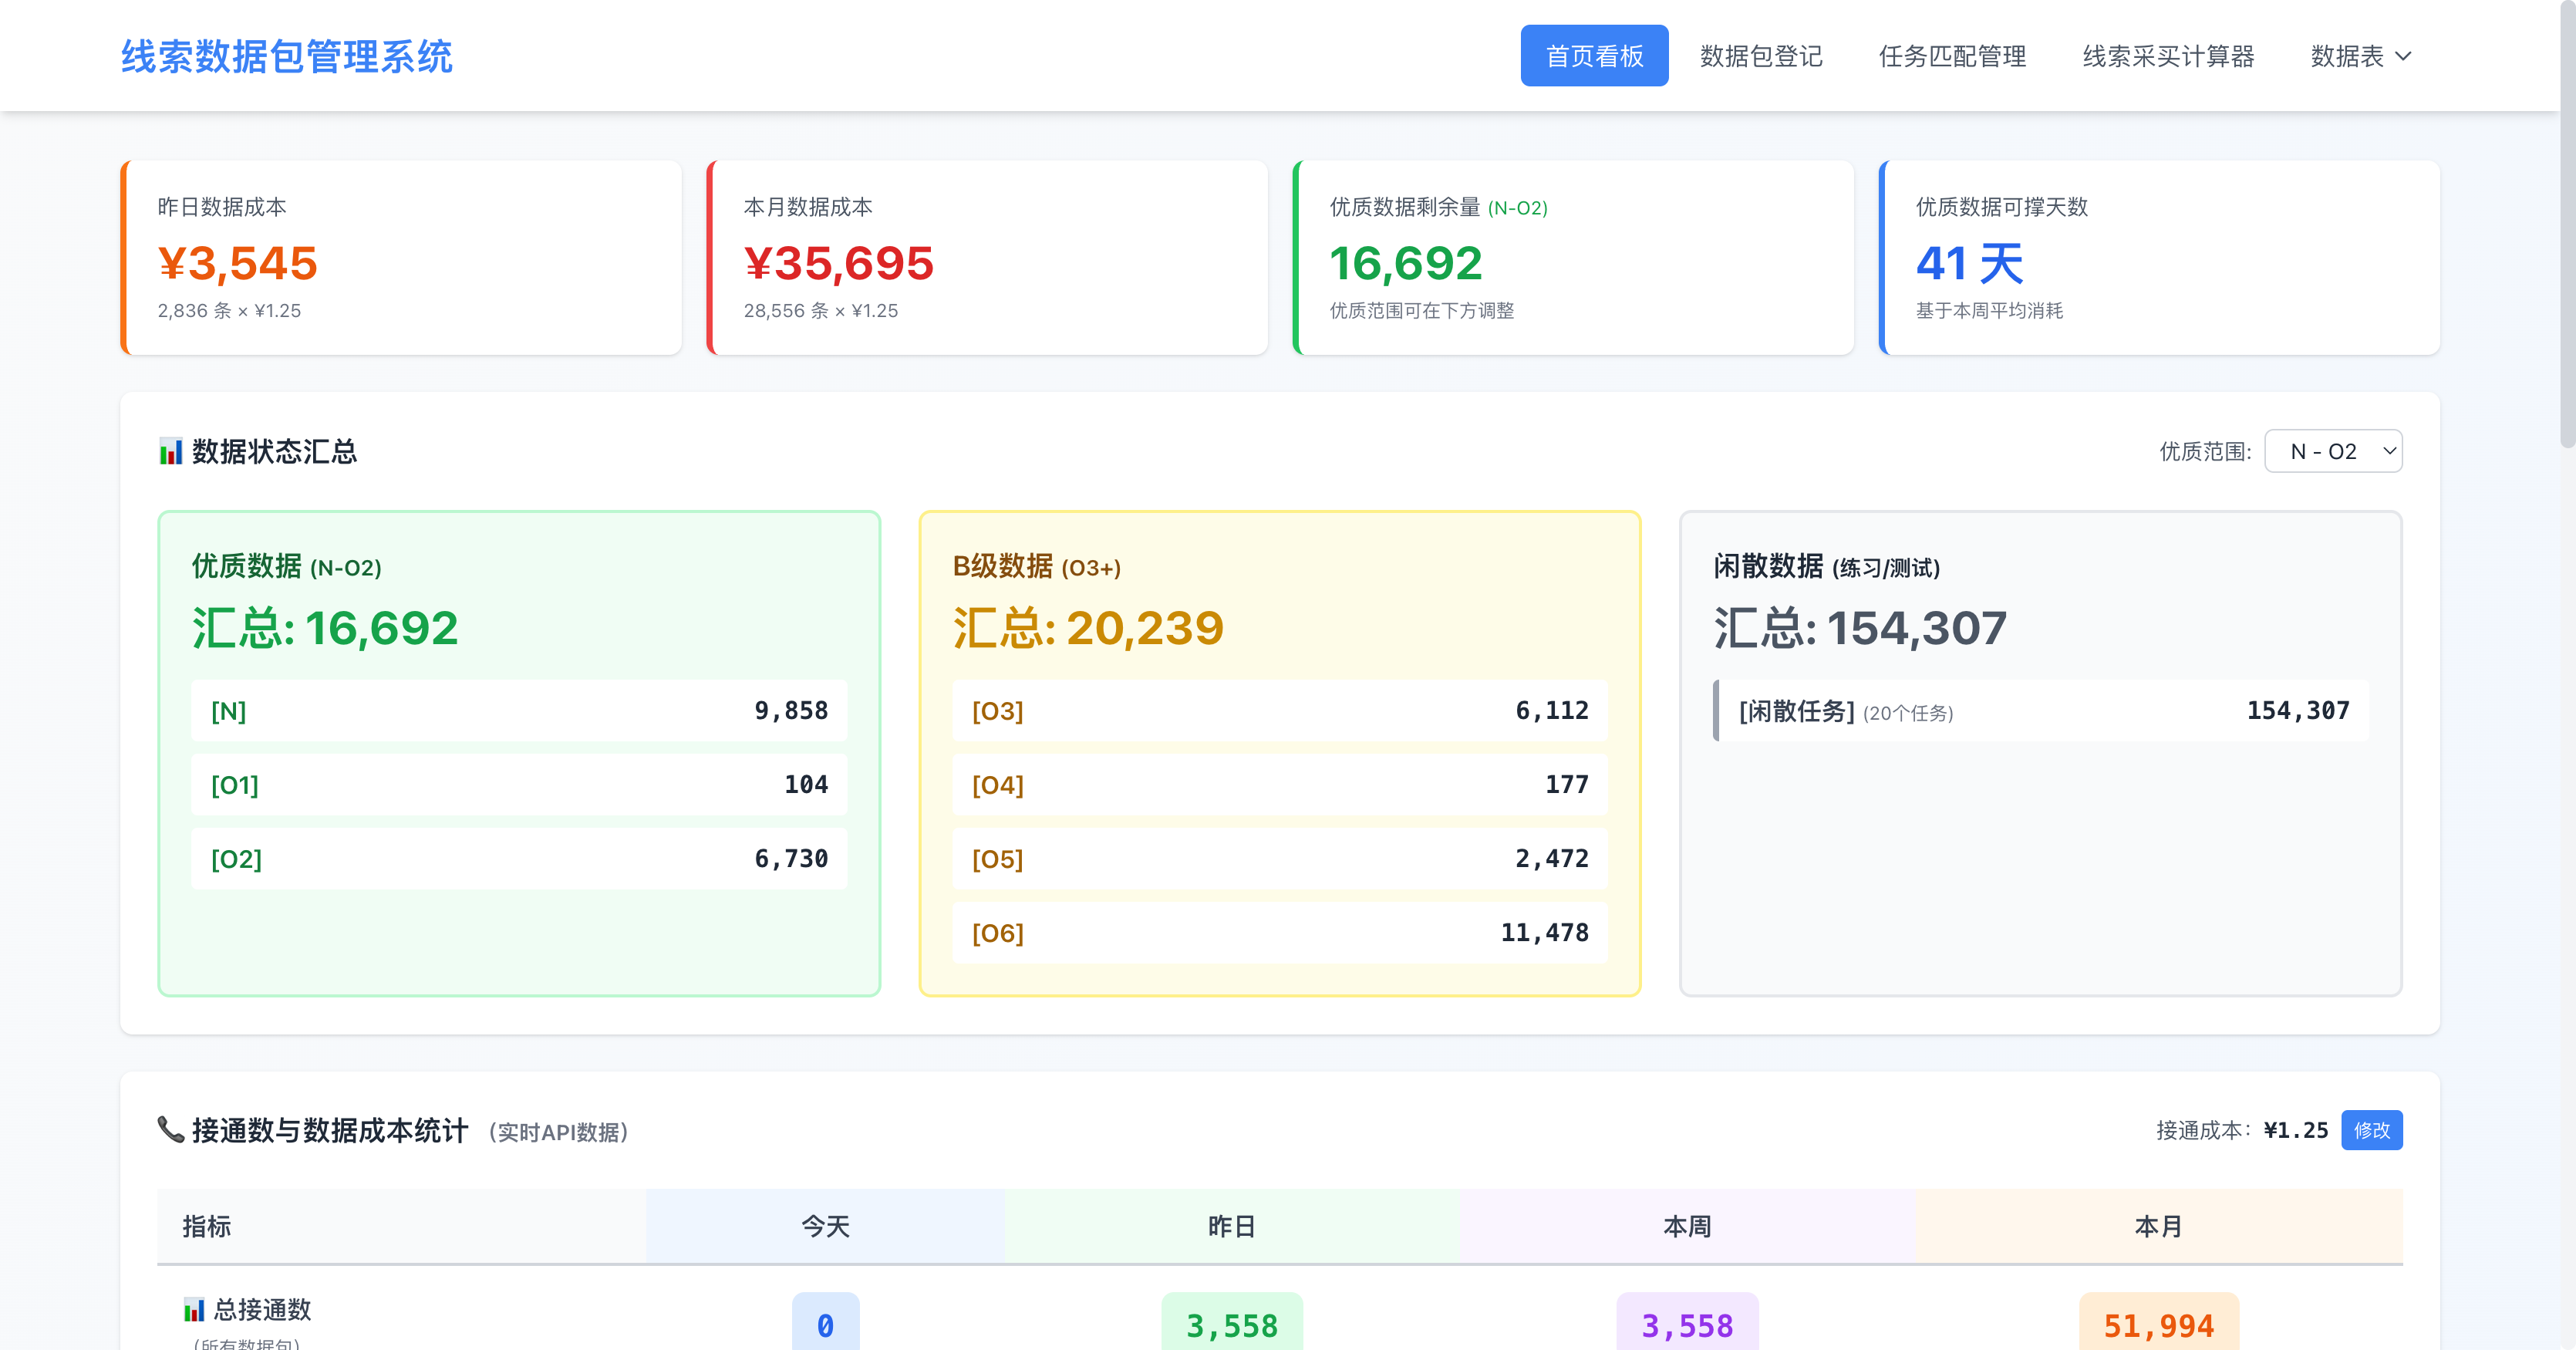 线索数据包管理系统
首页看板 数据包登记 任务匹配管理 线索采买计算器 数据表
昨日数据成本
¥3,545
2,836 条 × ¥1.25
本月数据成本
¥35,695
28,556 条 × ¥1.25
优质数据剩余量 (N-O2)
16,692
优质范围可在下方调整
优质数据可撑天数
41 天
基于本周平均消耗
数据状态汇总
优质范围: N - O2
优质数据 (N-O2)
汇总: 16,692
[N] 9,858
[O1] 104
[O2] 6,730
B级数据 (O3+)
汇总: 20,239
[O3] 6,112
[O4] 177
[O5] 2,472
[O6] 11,478
闲散数据 (练习/测试)
汇总: 154,307
[闲散任务] (20个任务) 154,307
接通数与数据成本统计 (实时API数据)
接通成本: ¥1.25 修改
指标 今天 昨日 本周 本月
总接通数 0 3,558 3,558 51,994
(所有数据包)